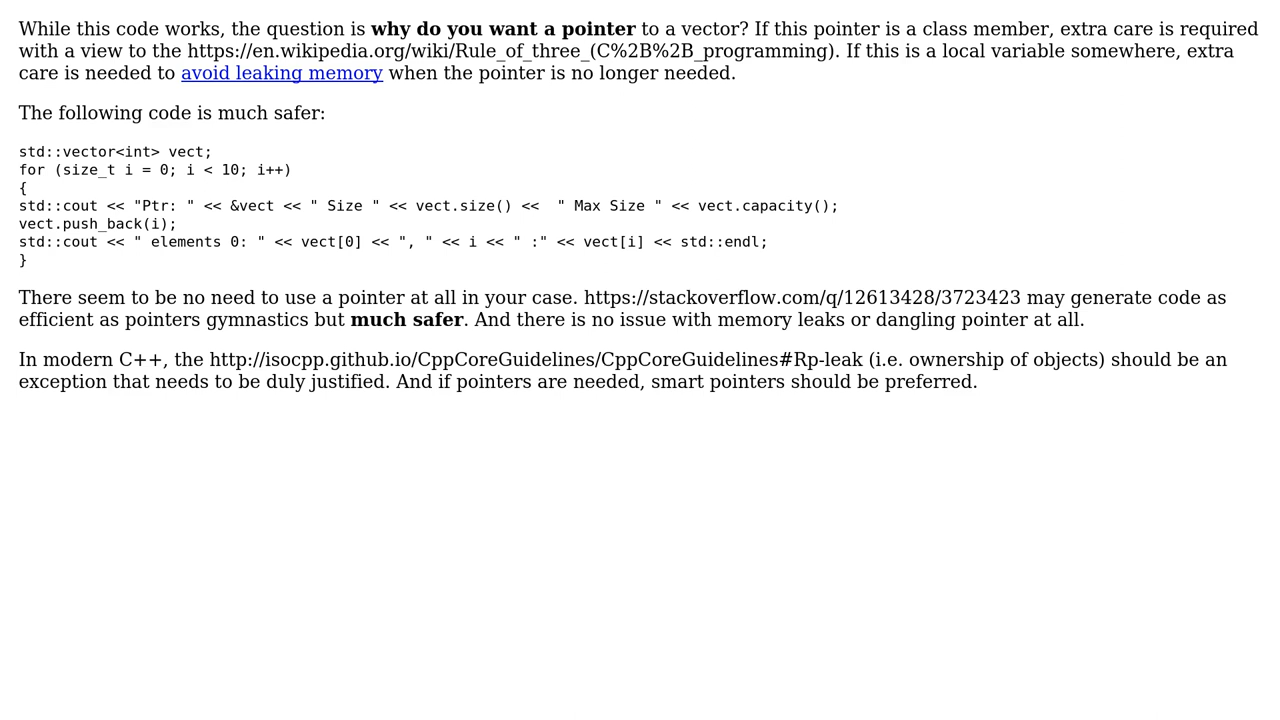 While this code works, the question is why do you want a pointer to a vector? If this pointer is a class member, extra care is required
with a view to the https://en.wikipedia.org/wiki/Rule_of_three_(C%2B%2B_programming). If this is a local variable somewhere, extra
care is needed to avoid leaking memory when the pointer is no longer needed.
The following code is much safer:
std::vector<int> vect;
for (size_t i = 0; i < 10; i++)
{
std::cout << "Ptr: " << &vect << " Size " << vect.size() <<  " Max Size " << vect.capacity();
vect.push_back(i);
std::cout << " elements 0: " << vect[0] << ", " << i << " :" << vect[i] << std::endl;
}
There seem to be no need to use a pointer at all in your case. https://stackoverflow.com/q/12613428/3723423 may generate code as
efficient as pointers gymnastics but much safer. And there is no issue with memory leaks or dangling pointer at all.
In modern C++, the http://isocpp.github.io/CppCoreGuidelines/CppCoreGuidelines#Rp-leak (i.e. ownership of objects) should be an
exception that needs to be duly justified. And if pointers are needed, smart pointers should be preferred.